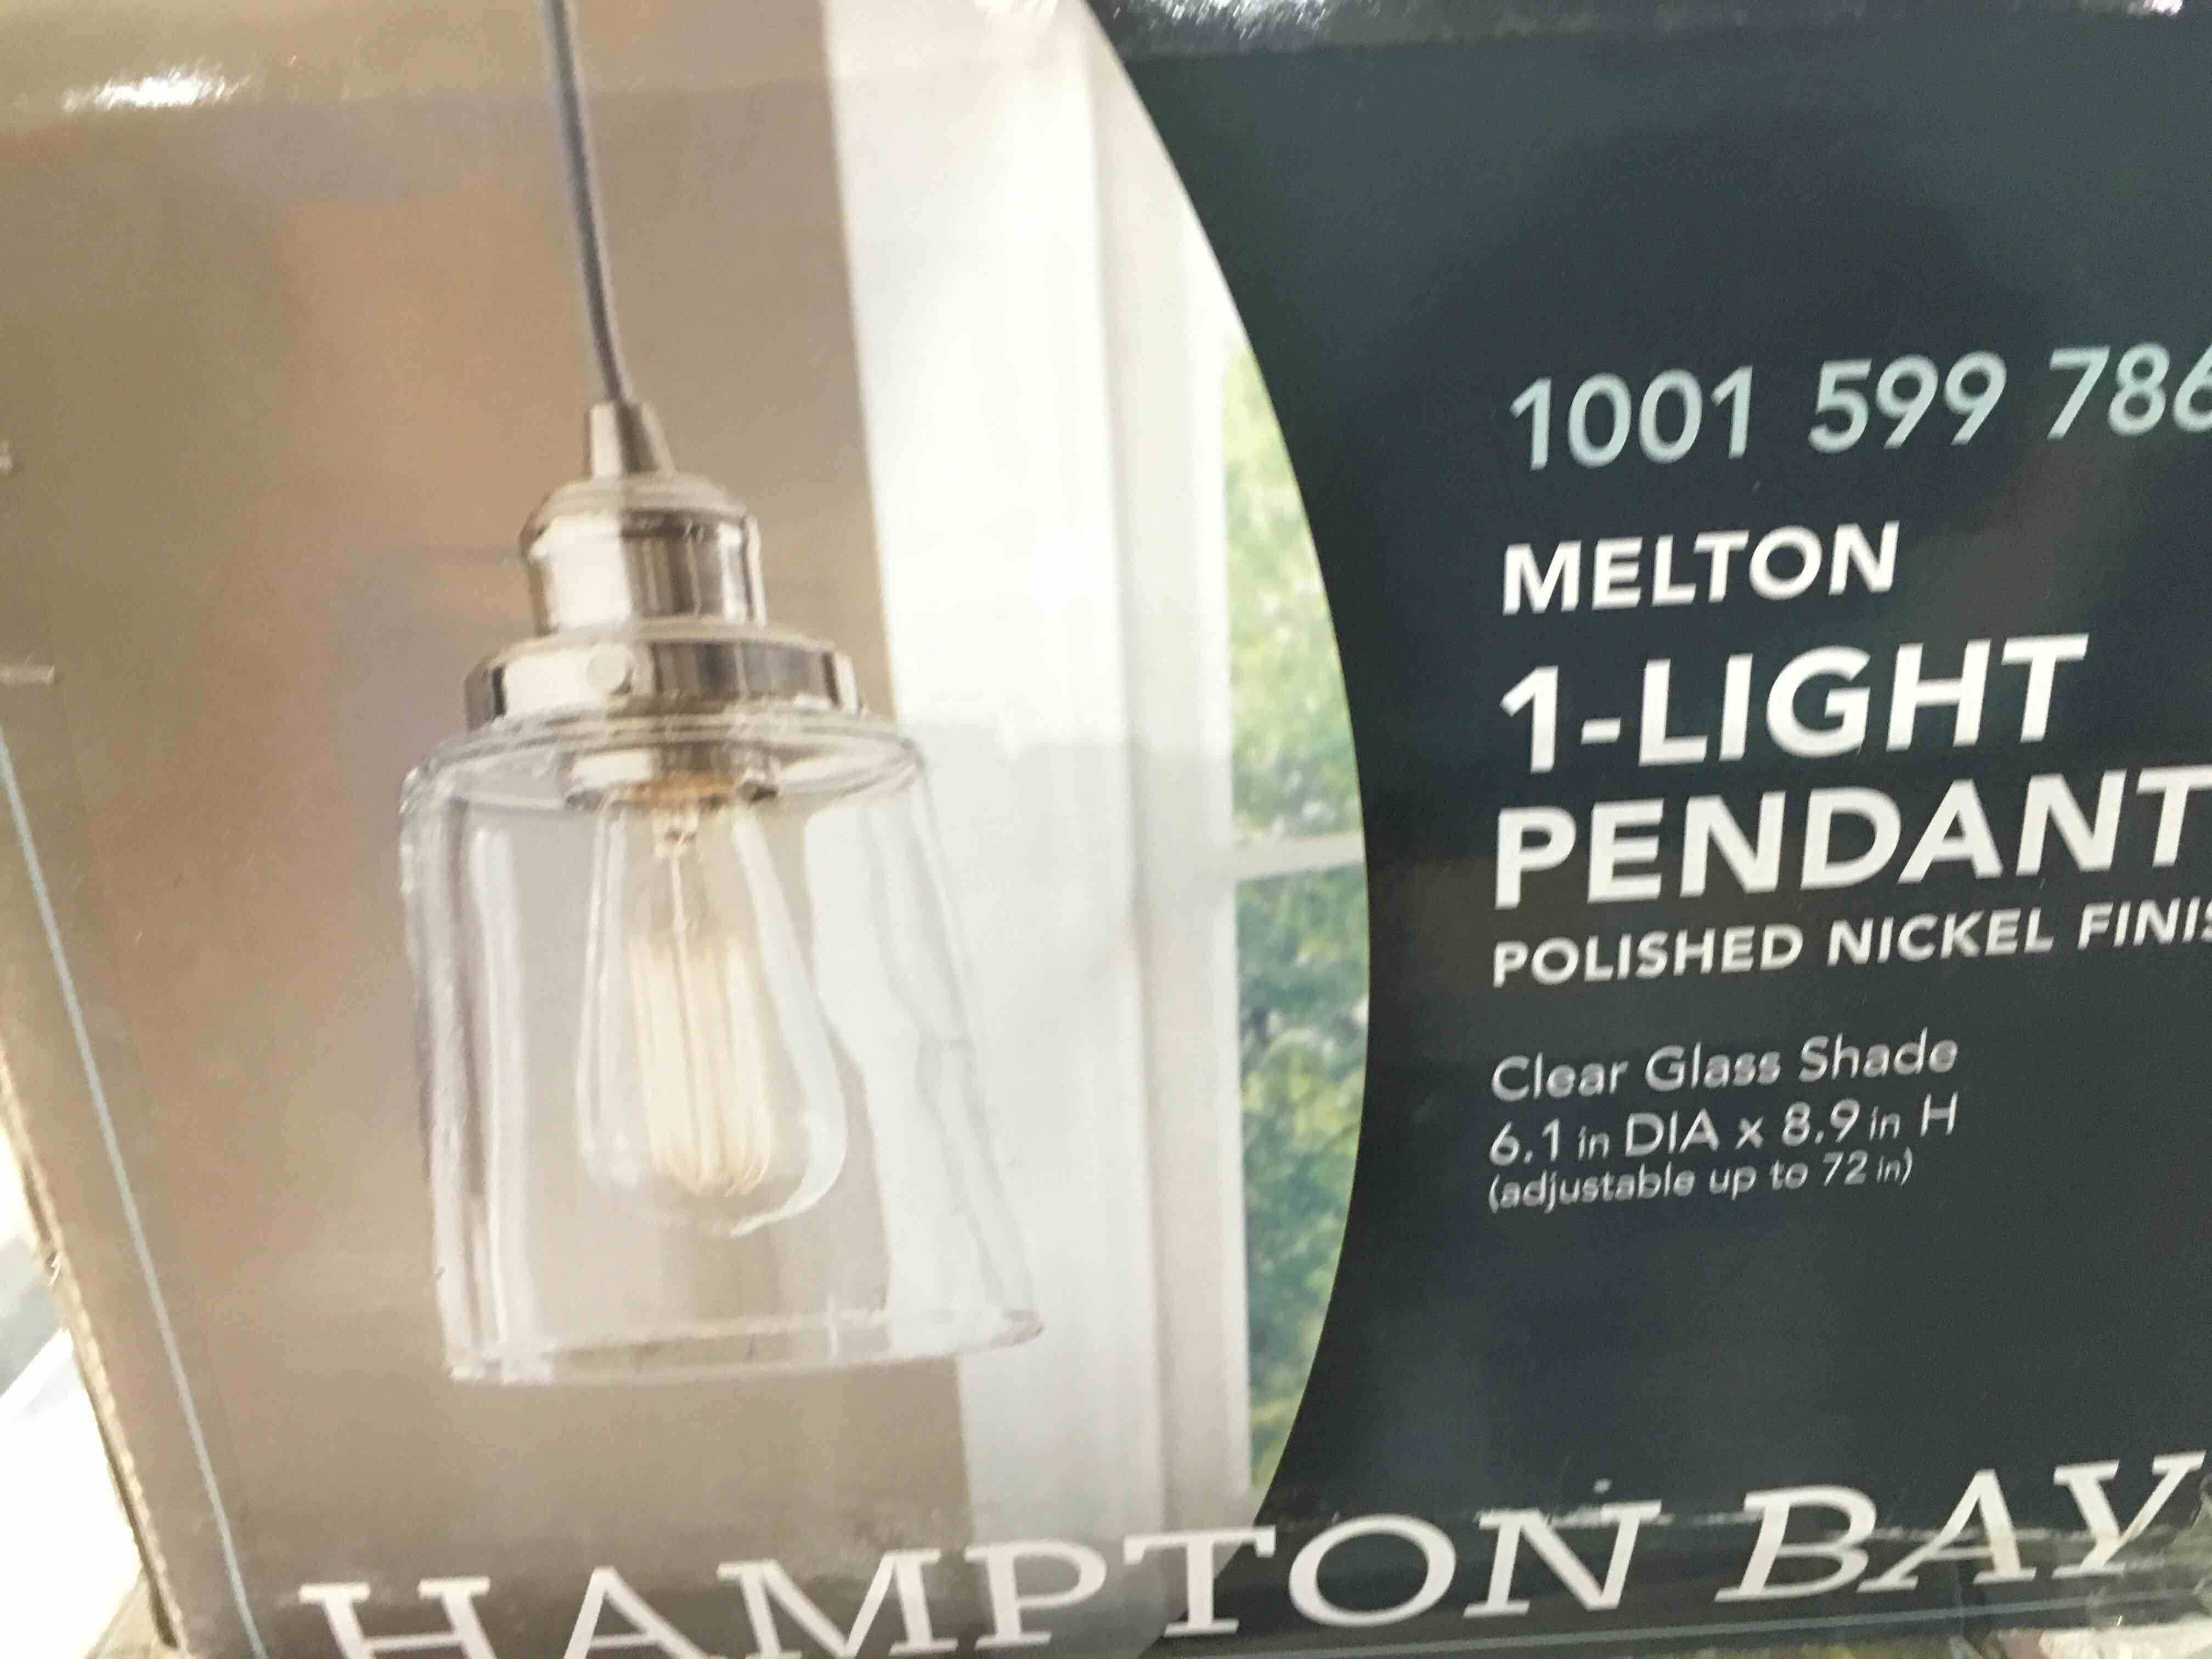 1001 599 786
MELTON
1-LIGHT
PENDANT
POLISHED NICKEL FINIS
Clear Glass Shade
6.1 in DIA x 8.9 in H
(adjustable up to 72 in)
HAMPTON BAY